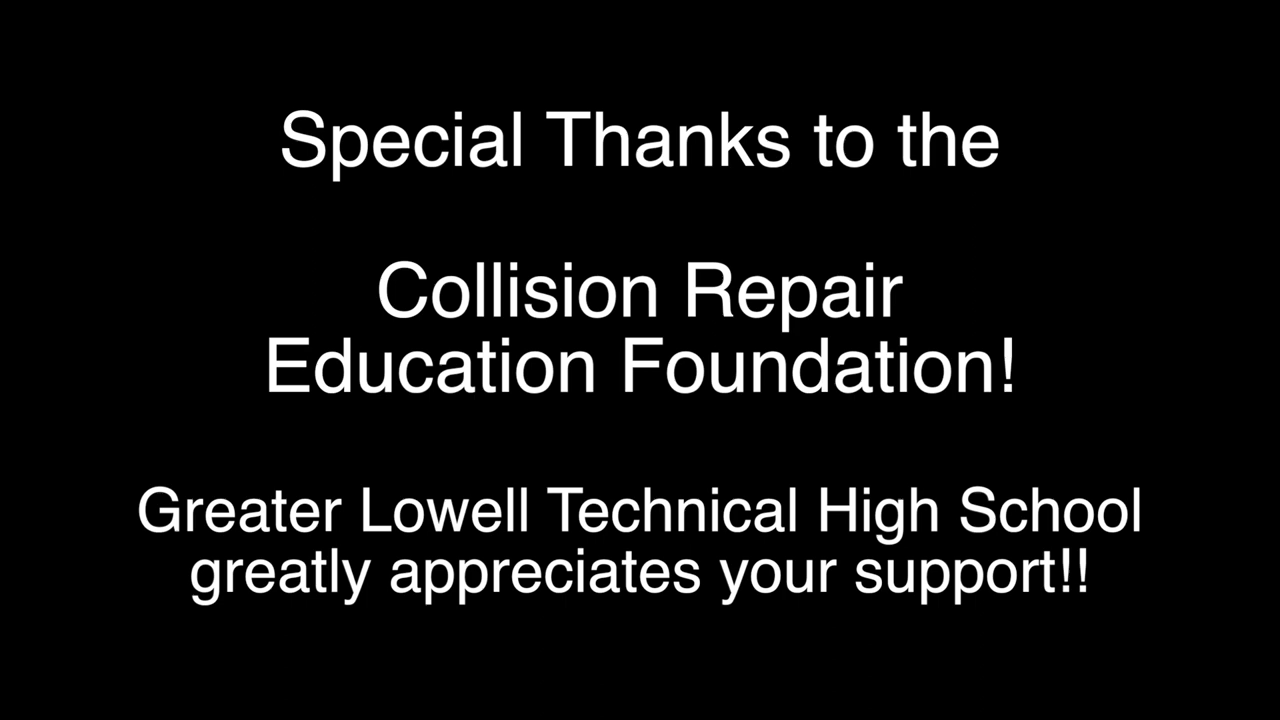 Special Thanks to the
Collision Repair
Education Foundation!
Greater Lowell Technical High School
greatly appreciates your support!!